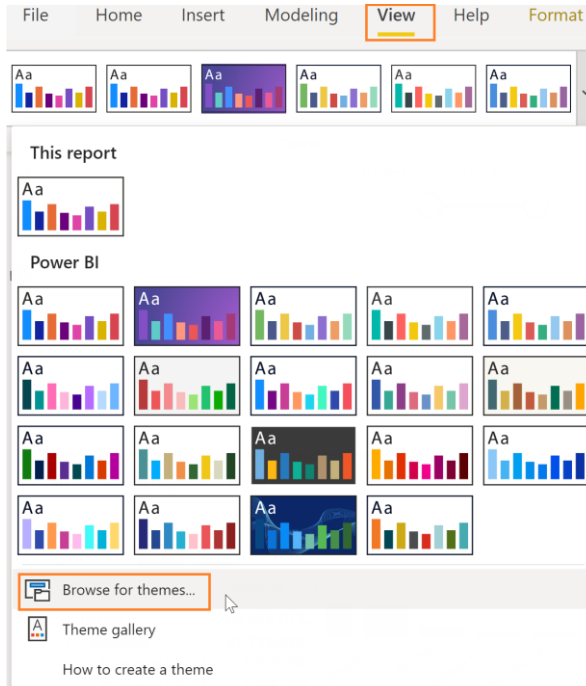 File Home Insert Modeling View Help Format
Aa Aa Aa Aa Aa Aa
This report
Aa
Power BI
Aa Aa Aa Aa Aa
Aa Aa Aa Aa Aa
Aa Aa Aa Aa Aa
Aa Aa Aa Aa
Browse for themes...
A Theme gallery
How to create a theme